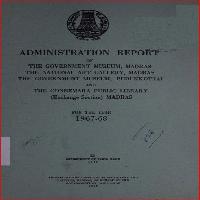 ADMINISTRATION REPORT
OF
THE GOVERNMENT MUSEUM, MADRAS
THE NATIONAL ART GALLERY, MADRAS
THE GOVERNMENT MUSEUM, PUDUKKOTTAI
AND
THE CONNEMARA PUBLIC LIBRARY
(Exchange Section) MADRAS
FOR THE YEAR
1967-68